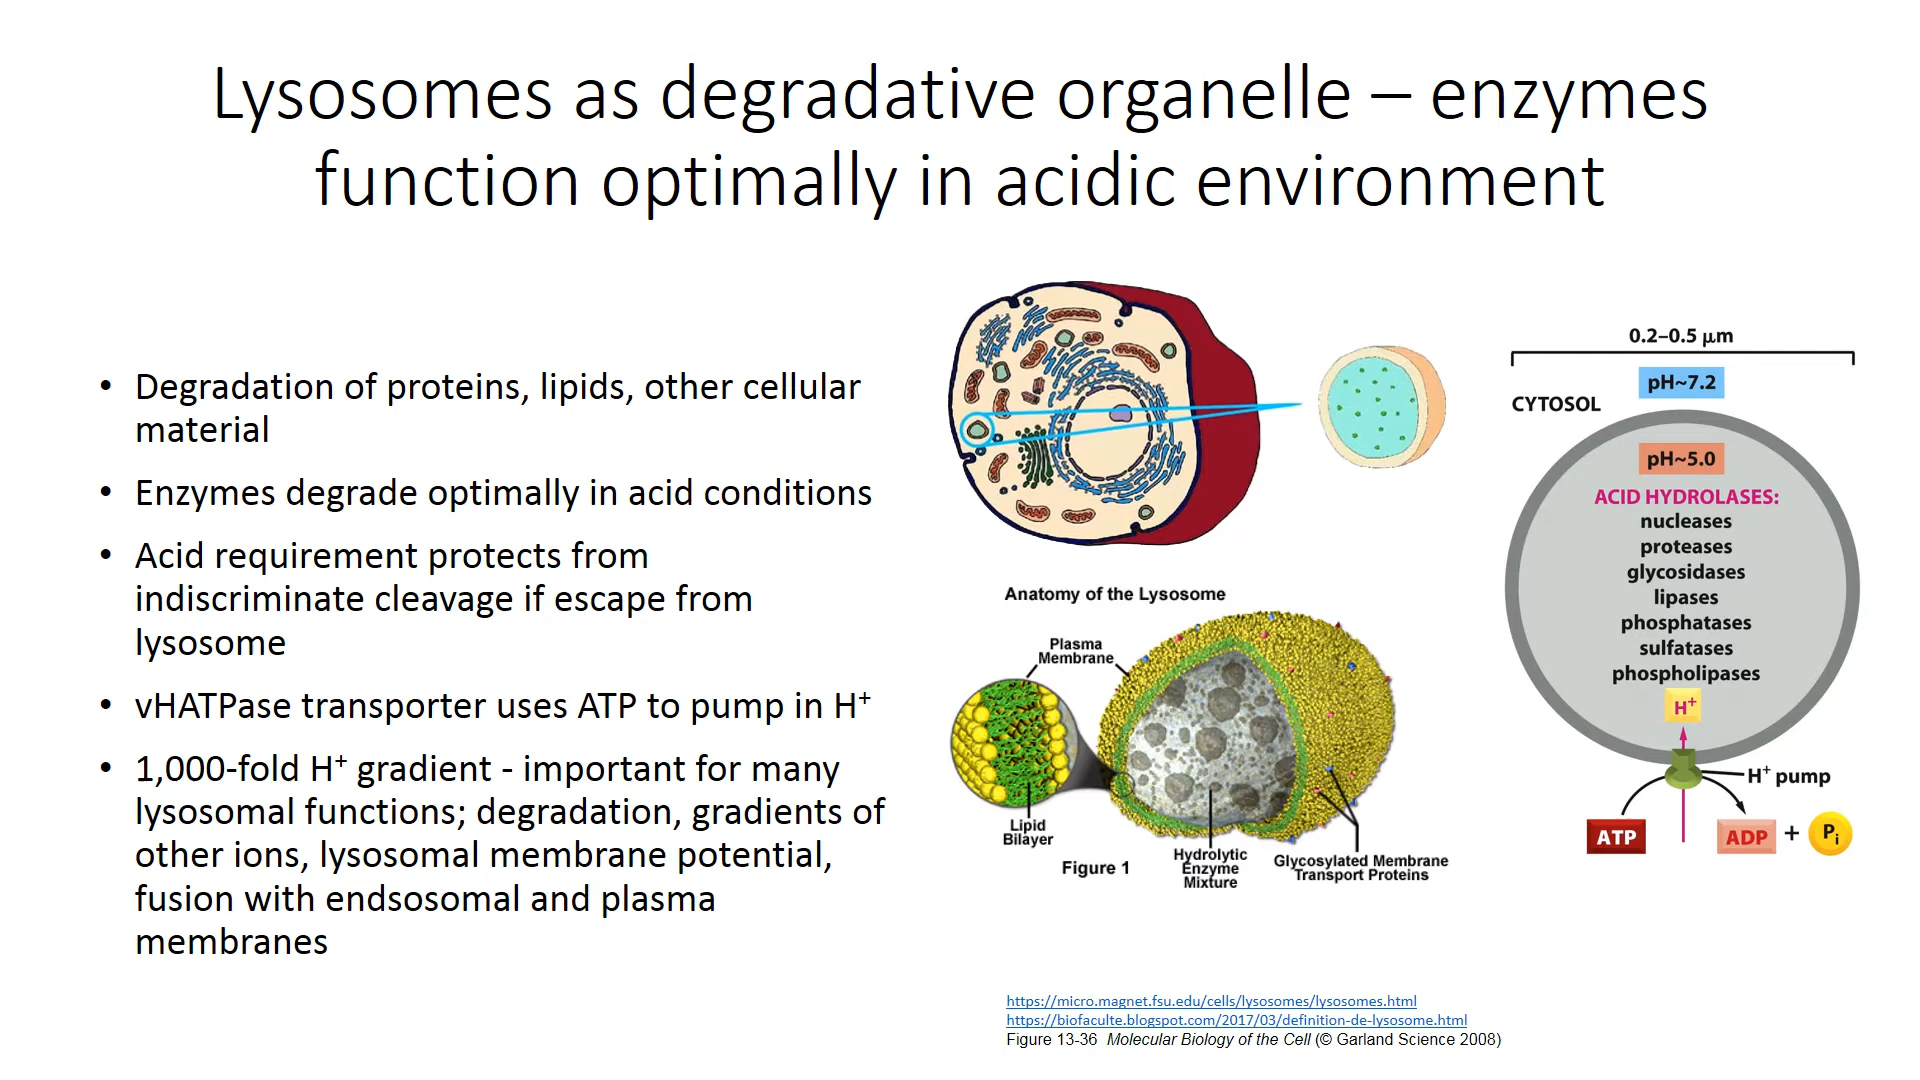 Lysosomes as degradative organelle – enzymes
function optimally in acidic environment
• Degradation of proteins, lipids, other cellular
material
• Enzymes degrade optimally in acid conditions
• Acid requirement protects from
indiscriminate cleavage if escape from
lysosome
• vHATPase transporter uses ATP to pump in H⁺
• 1,000-fold H⁺ gradient - important for many
lysosomal functions; degradation, gradients of
other ions, lysosomal membrane potential,
fusion with endsosomal and plasma
membranes
Anatomy of the Lysosome
Plasma
Membrane
Lipid
Bilayer
Figure 1
Hydrolytic
Enzyme
Mixture
Glycosylated Membrane
Transport Proteins
0.2–0.5 µm
pH~7.2
CYTOSOL
pH~5.0
ACID HYDROLASES:
nucleases
proteases
glycosidases
lipases
phosphatases
sulfatases
phospholipases
H⁺
H⁺ pump
ATP
ADP + Pi
https://micro.magnet.fsu.edu/cells/lysosomes/lysosomes.html
https://biofaculte.blogspot.com/2017/03/definition-de-lysosome.html
Figure 13-36 Molecular Biology of the Cell (© Garland Science 2008)